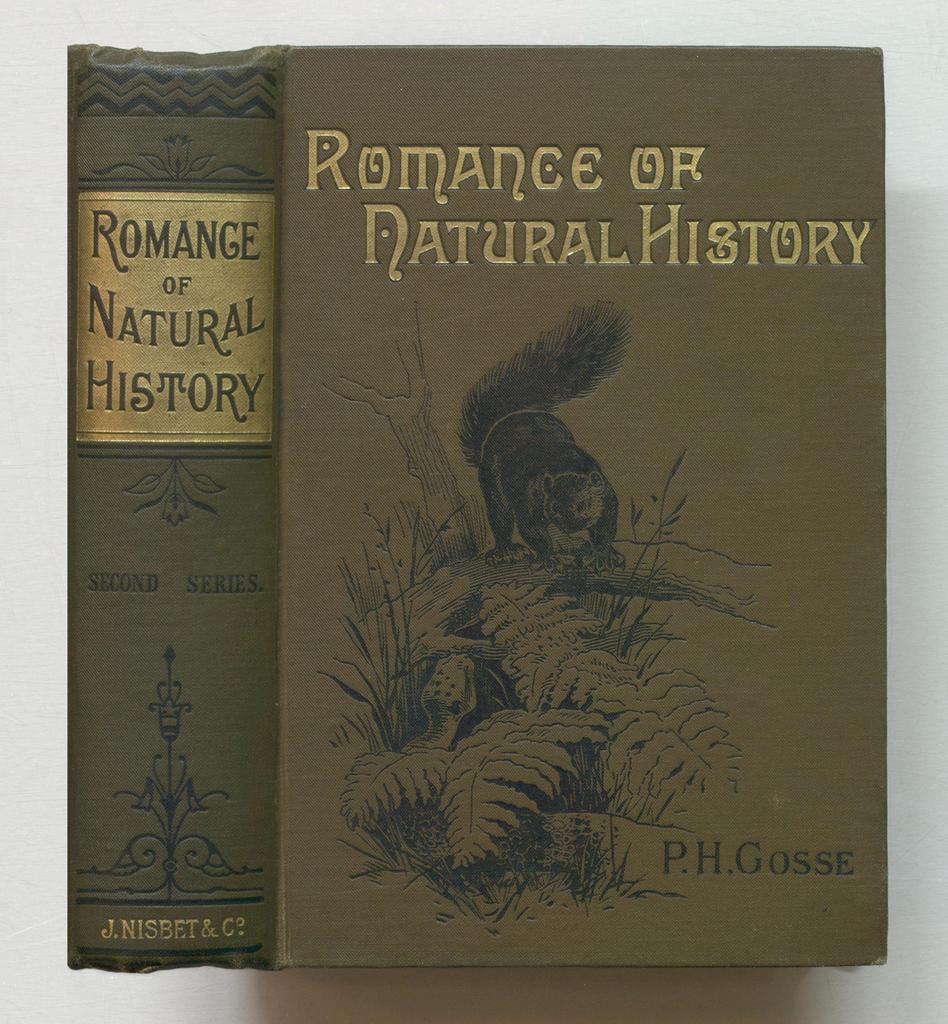 ROMANCE
OF
NATURAL
HISTORY
SECOND SERIES.
J. NISBET & Cº
ROMANCE OF
NATURAL HISTORY
P. H. GOSSE